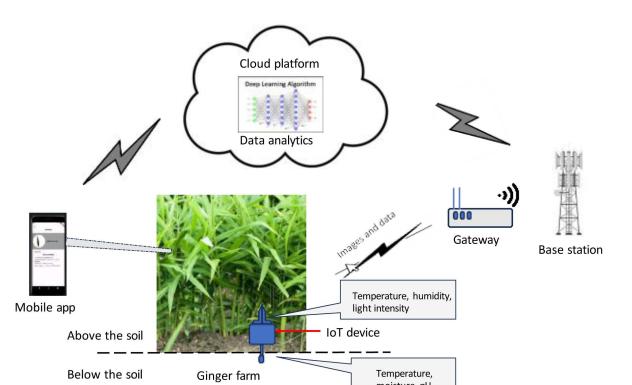 Cloud platform
Deep Learning Algorithm
Data analytics
Images and data
Gateway
Base station
Mobile app
Temperature, humidity,
light intensity
Above the soil
IoT device
Below the soil
Ginger farm
Temperature,
moisture, pH